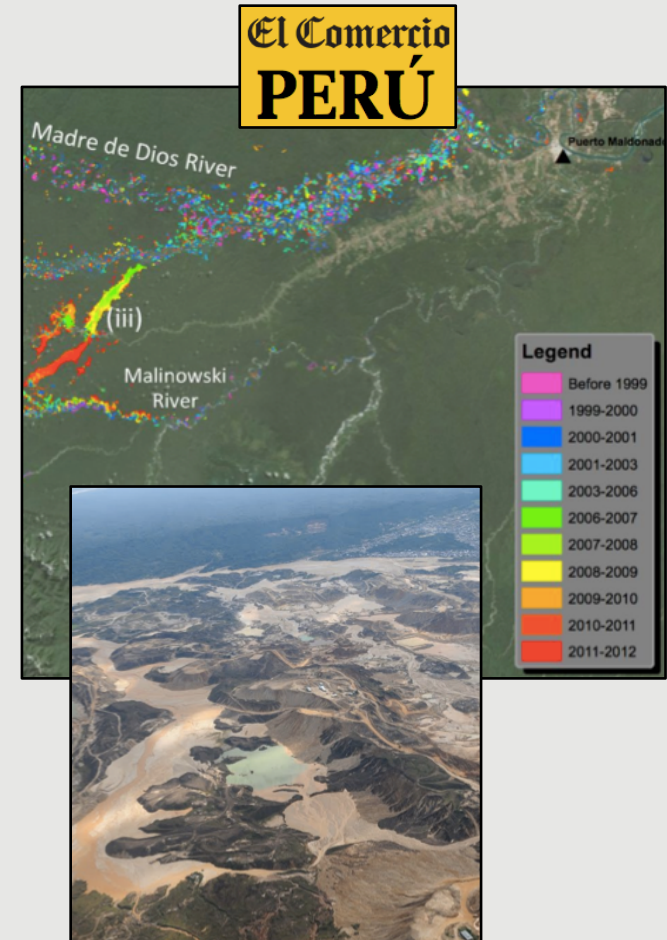 El Comercio
PERÚ
Madre de Dios River
Puerto Maldonado
(iii)
Malinowski
River
Legend
Before 1999
1999-2000
2000-2001
2001-2003
2003-2006
2006-2007
2007-2008
2008-2009
2009-2010
2010-2011
2011-2012